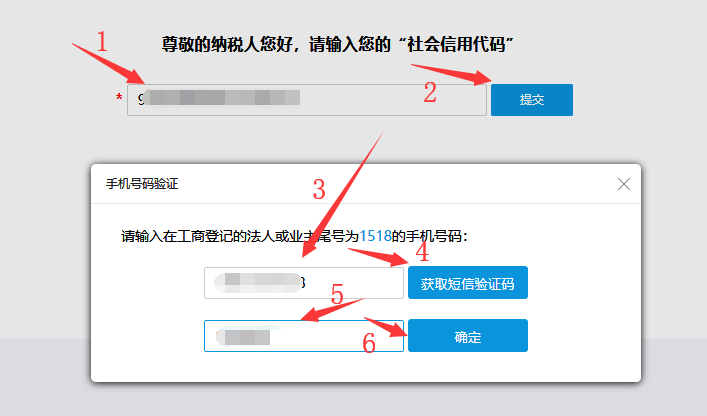 尊敬的纳税人您好，请输入您的“社会信用代码”
1
2
* 9
提交
手机号码验证
3
请输入在工商登记的法人或业主尾号为1518的手机号码：
4
获取短信验证码
5
6
确定